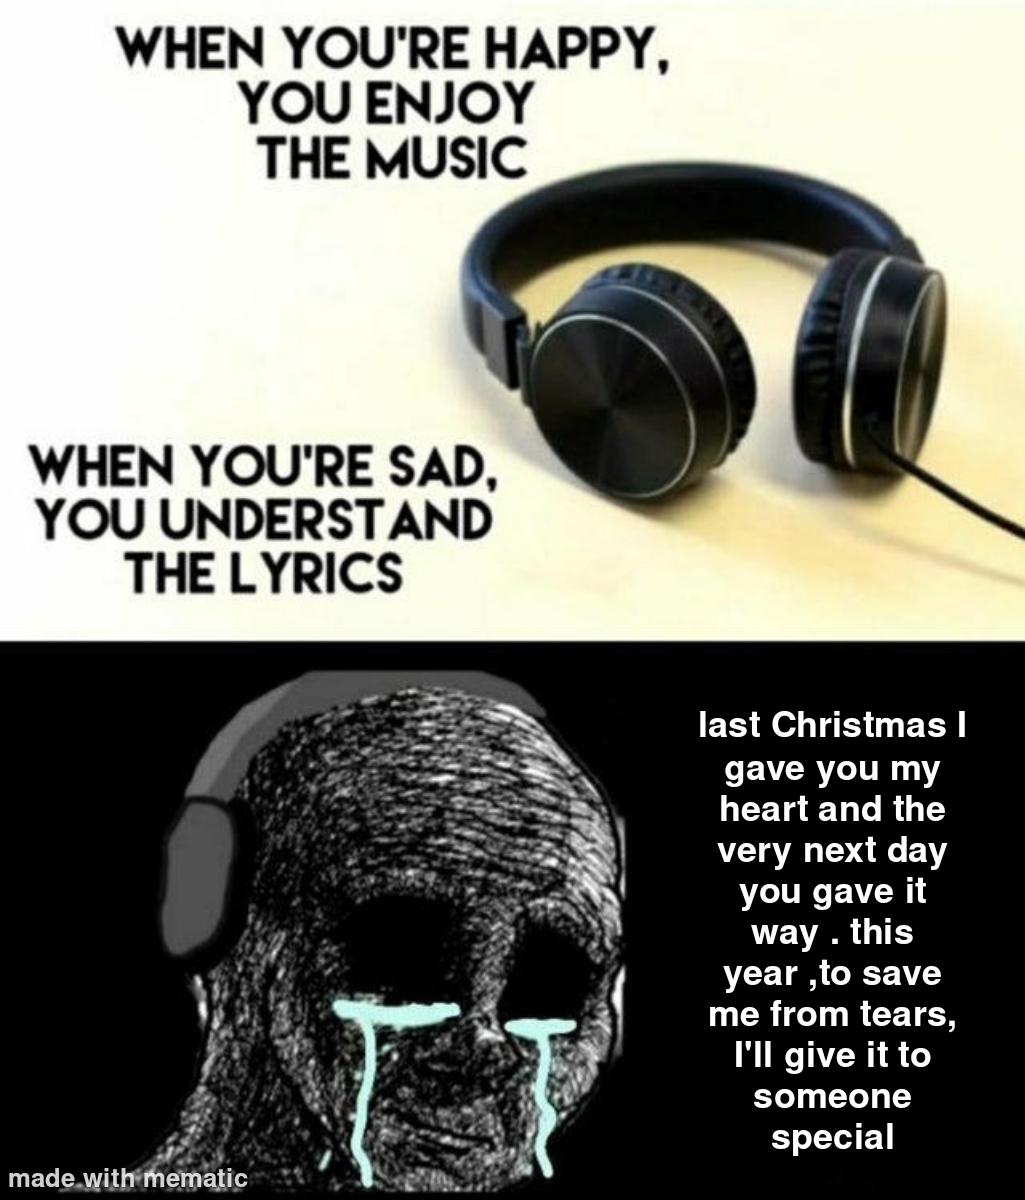 WHEN YOU'RE HAPPY,
YOU ENJOY
THE MUSIC
WHEN YOU'RE SAD,
YOU UNDERSTAND
THE LYRICS
last Christmas I
gave you my
heart and the
very next day
you gave it
way . this
year ,to save
me from tears,
I'll give it to
someone
special
made with mematic